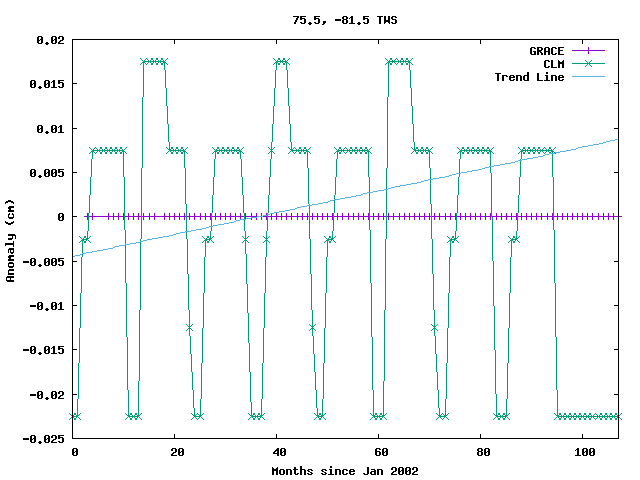 75.5, -81.5 TWS
GRACE
CLM
Trend Line
Anomaly (cm)
0.02
0.015
0.01
0.005
0
-0.005
-0.01
-0.015
-0.02
-0.025
0 20 40 60 80 100
Months since Jan 2002